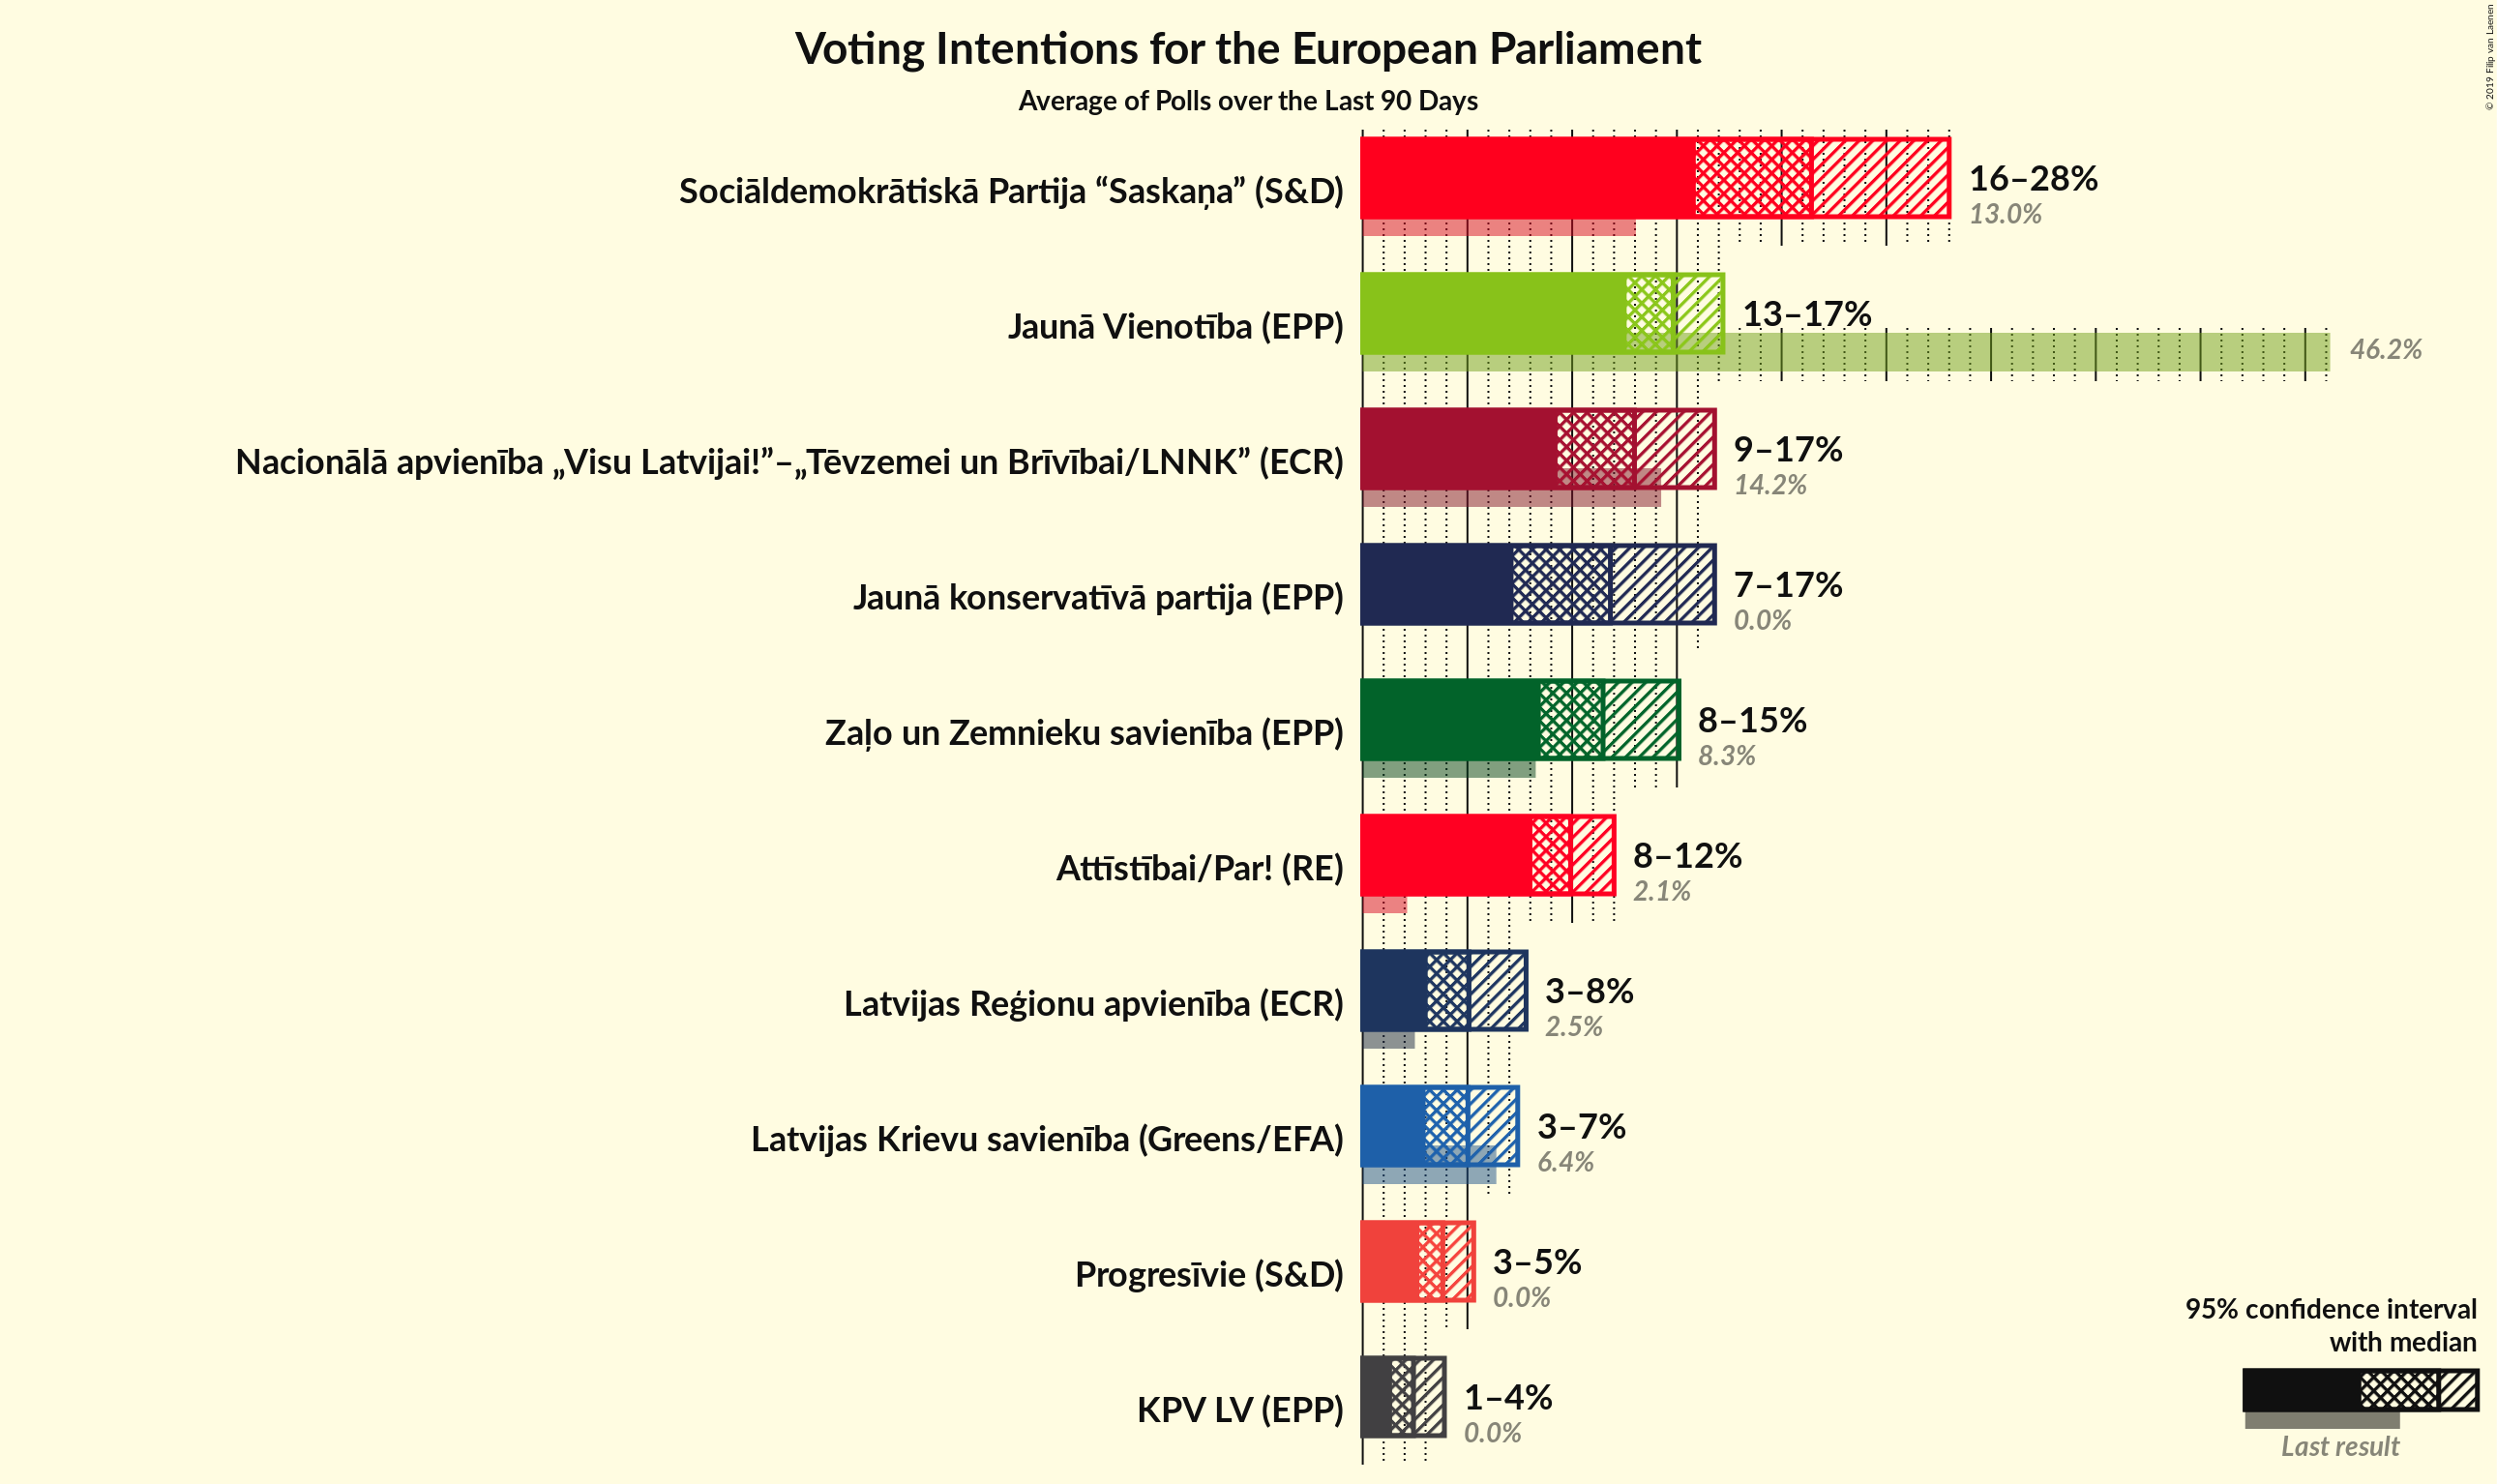 Voting Intentions for the European Parliament
Average of Polls over the Last 90 Days
© 2019 Filip van Laenen
Sociāldemokrātiskā Partija “Saskaņa” (S&D)
16–28%
13.0%
Jaunā Vienotība (EPP)
13–17%
46.2%
Nacionālā apvienība „Visu Latvijai!”–„Tēvzemei un Brīvībai/LNNK” (ECR)
9–17%
14.2%
Jaunā konservatīvā partija (EPP)
7–17%
0.0%
Zaļo un Zemnieku savienība (EPP)
8–15%
8.3%
Attīstībai/Par! (RE)
8–12%
2.1%
Latvijas Reģionu apvienība (ECR)
3–8%
2.5%
Latvijas Krievu savienība (Greens/EFA)
3–7%
6.4%
Progresīvie (S&D)
3–5%
0.0%
KPV LV (EPP)
1–4%
0.0%
95% confidence interval
with median
Last result